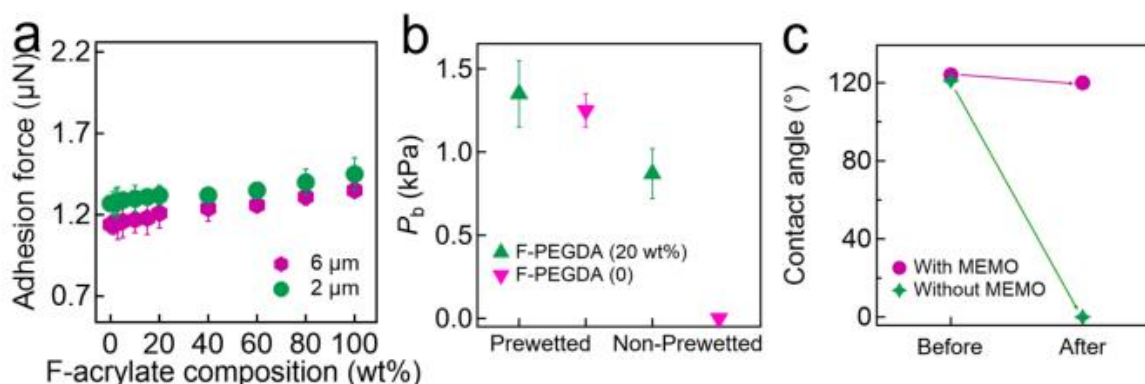 a
Adhesion force (μN)
2.2
1.7
1.2
0.7
0 20 40 60 80 100
F-acrylate composition (wt%)
6 μm
2 μm
b
P_b (kPa)
1.5
1.0
0.5
0.0
F-PEGDA (20 wt%)
F-PEGDA (0)
Prewetted Non-Prewetted
c
Contact angle (°)
120
80
40
0
With MEMO
Without MEMO
Before After